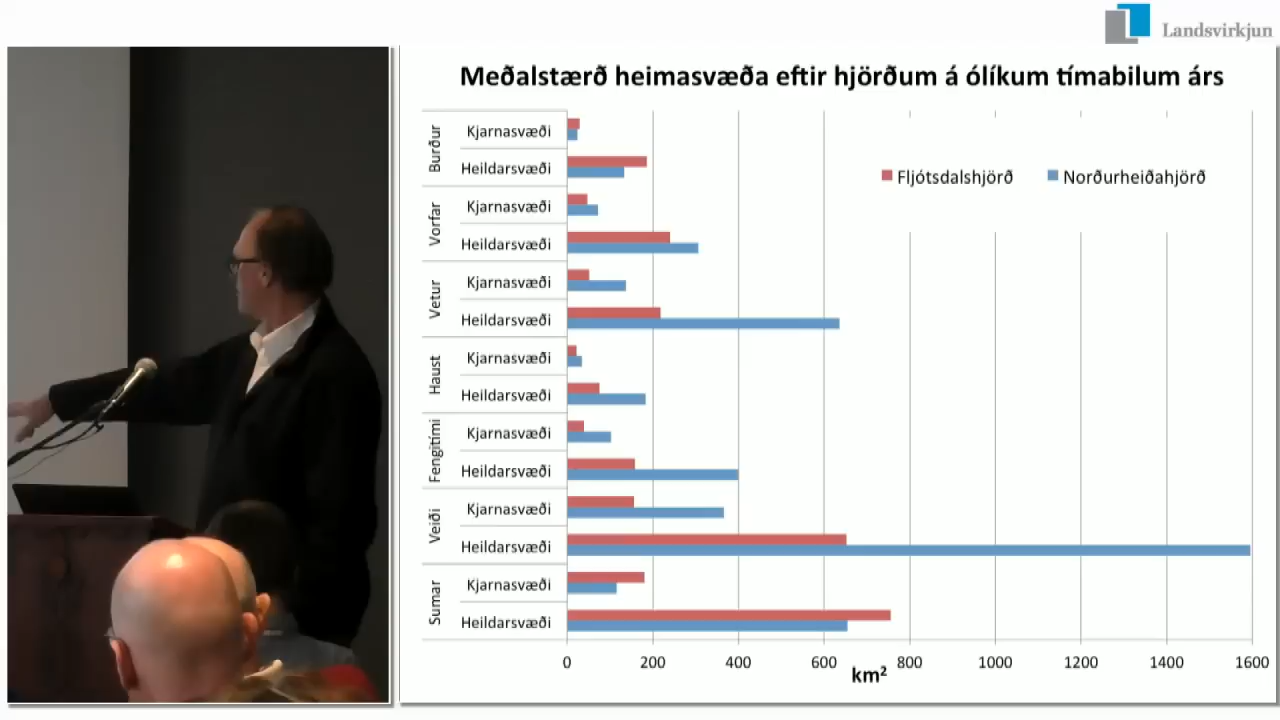 Landsvirkjun
Meðalstærð heimasvæða eftir hjörðum á ólíkum tímabilum árs
Fljótsdalshjörð
Norðurheiðahjörð
Burður
Kjarnasvæði
Heildarsvæði
Vorfar
Kjarnasvæði
Heildarsvæði
Vetur
Kjarnasvæði
Heildarsvæði
Haust
Kjarnasvæði
Heildarsvæði
Fengitími
Kjarnasvæði
Heildarsvæði
Veiði
Kjarnasvæði
Heildarsvæði
Sumar
Kjarnasvæði
Heildarsvæði
0 200 400 600 800 1000 1200 1400 1600
km²